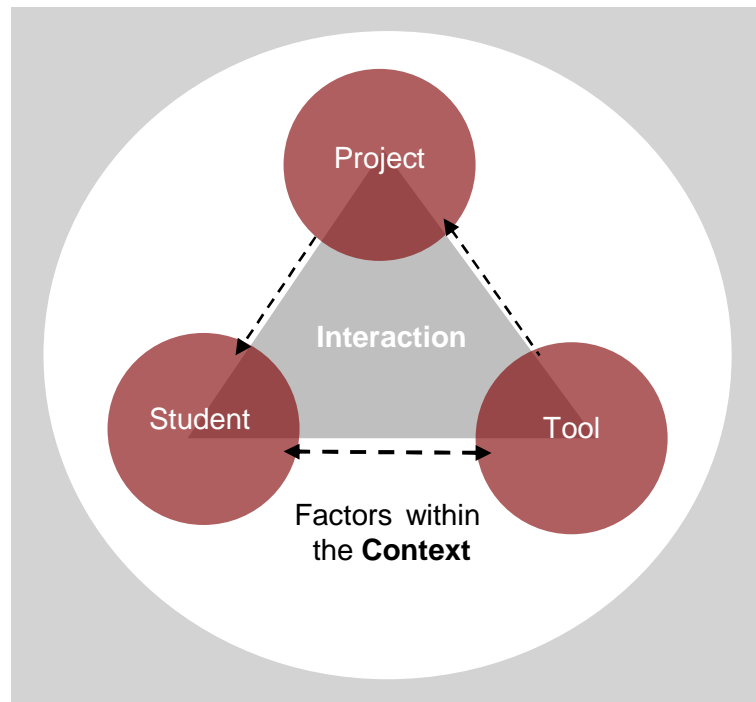 Project
Interaction
Student
Tool
Factors within
the Context